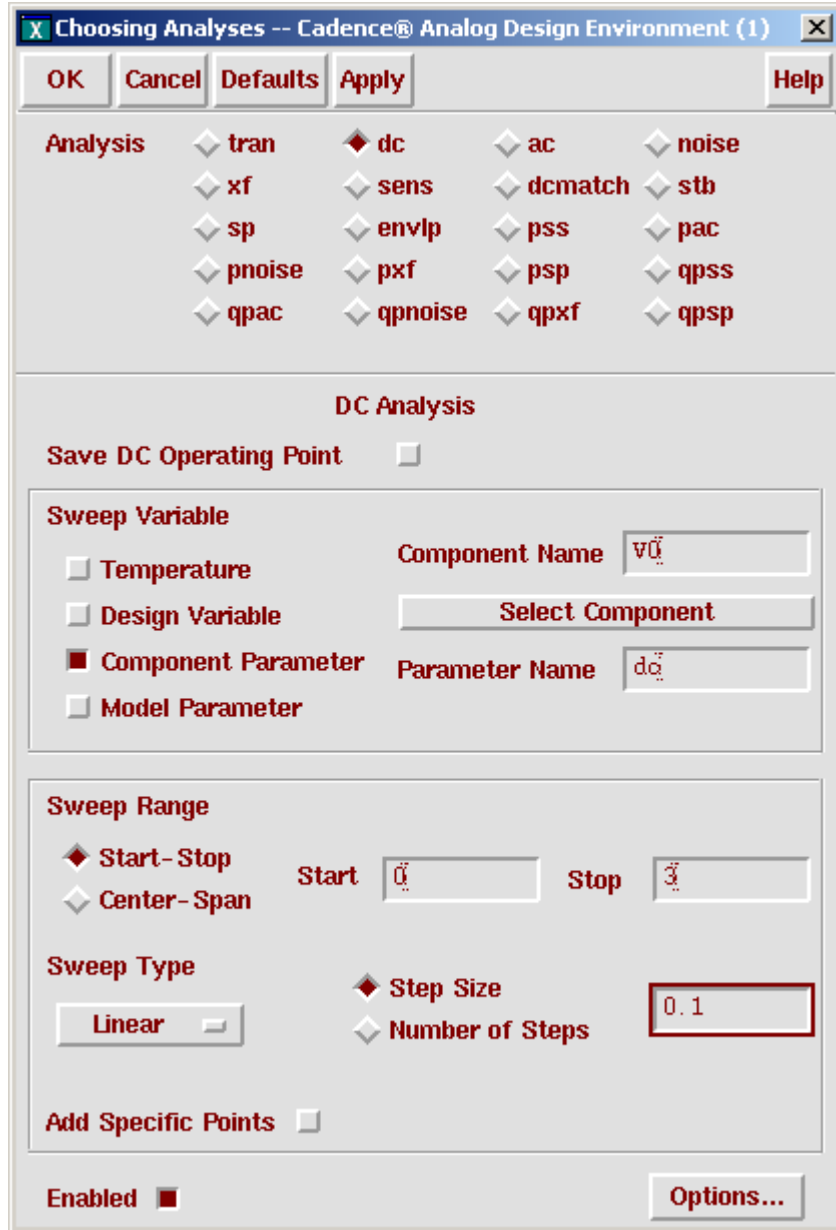 X Choosing Analyses -- Cadence® Analog Design Environment (1)
OK Cancel Defaults Apply Help
Analysis tran dc ac noise
xf sens dcmatch stb
sp envlp pss pac
pnoise pxf psp qpss
qpac qpnoise qpxf qpsp
DC Analysis
Save DC Operating Point
Sweep Variable
Temperature
Design Variable
Component Parameter
Model Parameter
Component Name V0
Select Component
Parameter Name dc
Sweep Range
Start-Stop
Center-Span
Start 0 Stop 3
Sweep Type
Linear
Step Size
Number of Steps
0.1
Add Specific Points
Enabled Options...